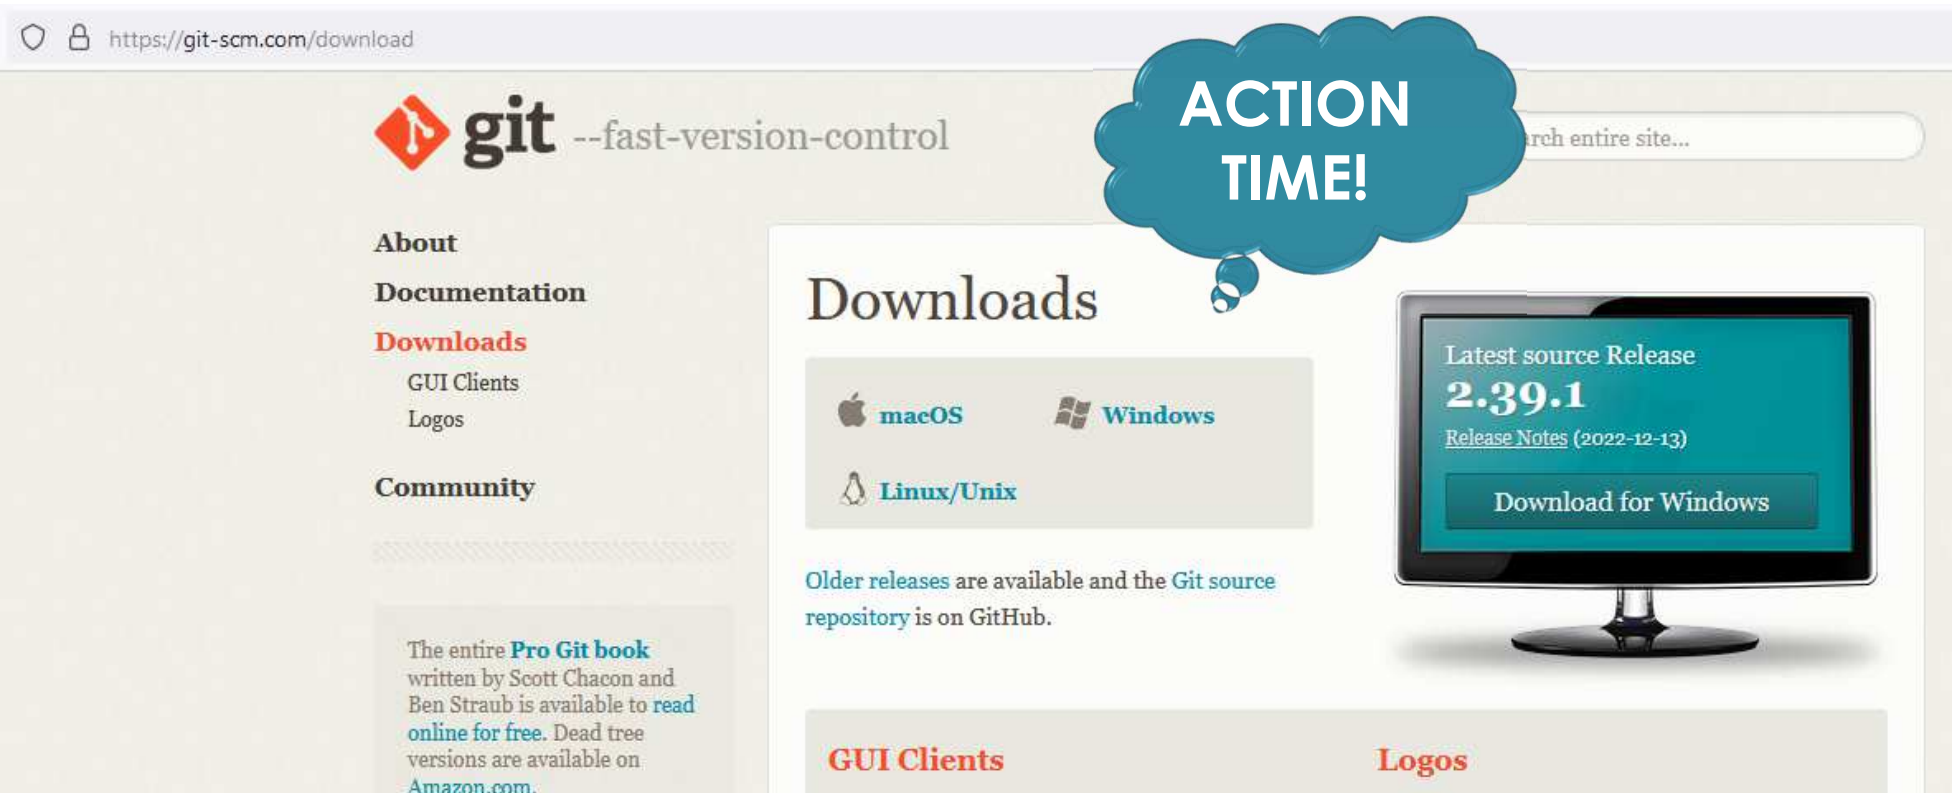 https://git-scm.com/download
git --fast-version-control
ACTION
TIME!
rch entire site...
About
Documentation
Downloads
GUI Clients
Logos
Community
The entire Pro Git book
written by Scott Chacon and
Ben Straub is available to read
online for free. Dead tree
versions are available on
Amazon.com.
Downloads
macOS
Windows
Linux/Unix
Older releases are available and the Git source
repository is on GitHub.
Latest source Release
2.39.1
Release Notes (2022-12-13)
Download for Windows
GUI Clients
Logos